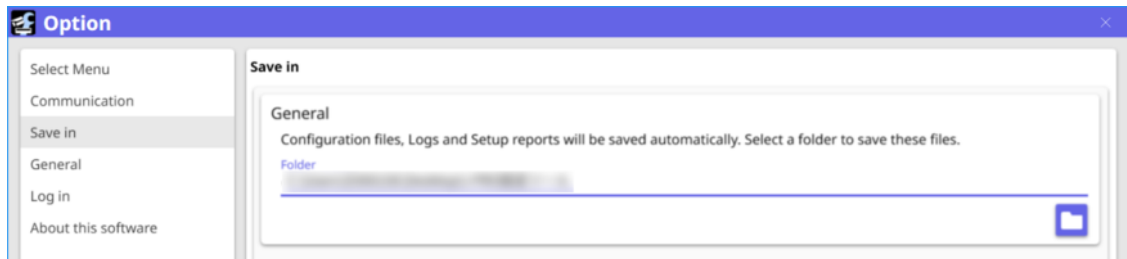 Option
Select Menu
Communication
Save in
General
Log in
About this software
Save in
General
Configuration files, Logs and Setup reports will be saved automatically. Select a folder to save these files.
Folder